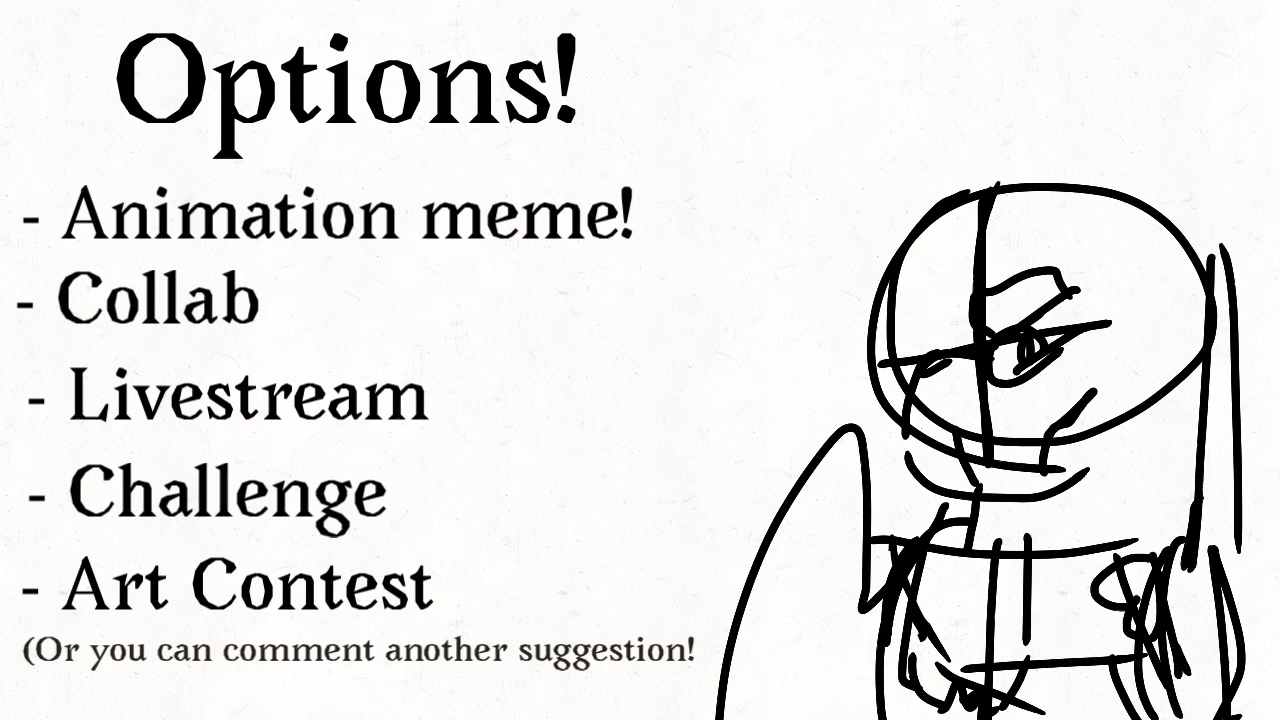 Options!
- Animation meme!
- Collab
- Livestream
- Challenge
- Art Contest
(Or you can comment another suggestion!